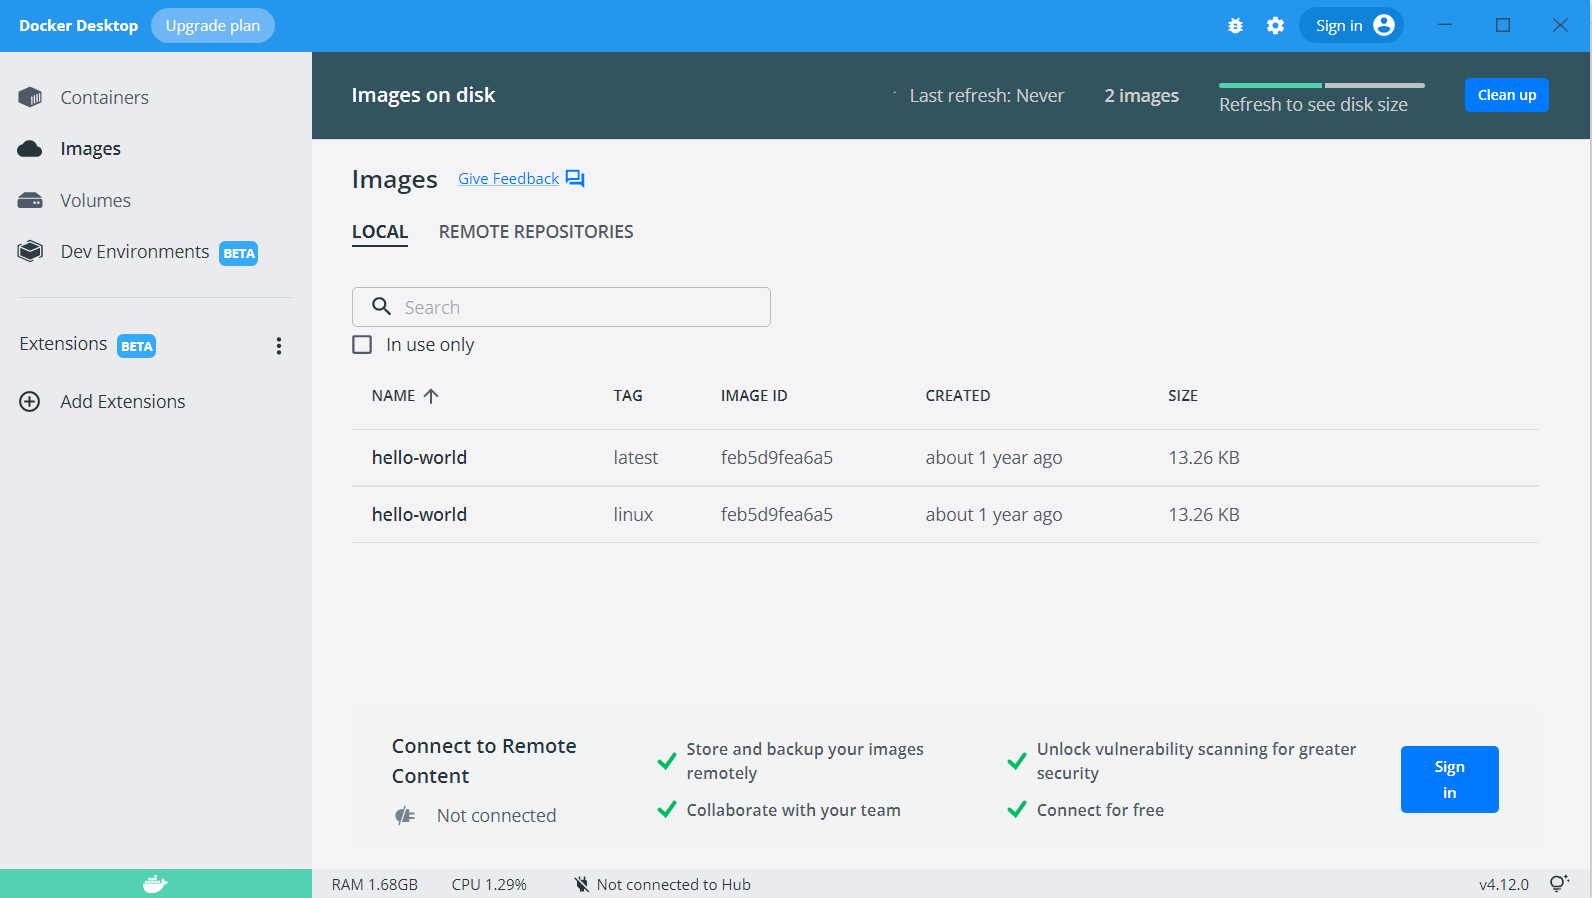 Docker Desktop Upgrade plan Sign in
Containers
Images
Volumes
Dev Environments BETA
Extensions BETA
Add Extensions
Images on disk Last refresh: Never 2 images Refresh to see disk size Clean up
Images Give Feedback
LOCAL REMOTE REPOSITORIES
Search
In use only
NAME TAG IMAGE ID CREATED SIZE
hello-world latest feb5d9fea6a5 about 1 year ago 13.26 KB
hello-world linux feb5d9fea6a5 about 1 year ago 13.26 KB
Connect to Remote
Content
Not connected
Store and backup your images
remotely
Collaborate with your team
Unlock vulnerability scanning for greater
security
Connect for free
Sign
in
RAM 1.68GB CPU 1.29% Not connected to Hub v4.12.0